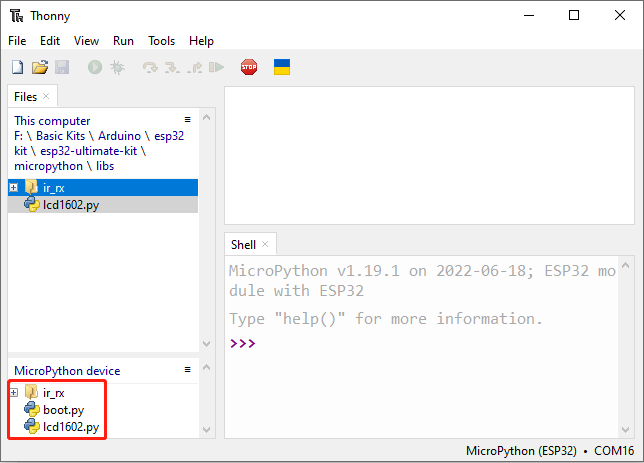 Thonny
File Edit View Run Tools Help
STOP
Files
This computer
F: \ Basic Kits \ Arduino \ esp32
kit \ esp32-ultimate-kit \
micropython \ libs
ir_rx
lcd1602.py
MicroPython device
ir_rx
boot.py
lcd1602.py
Shell
MicroPython v1.19.1 on 2022-06-18; ESP32 mo
dule with ESP32
Type "help()" for more information.
>>>
MicroPython (ESP32) • COM16